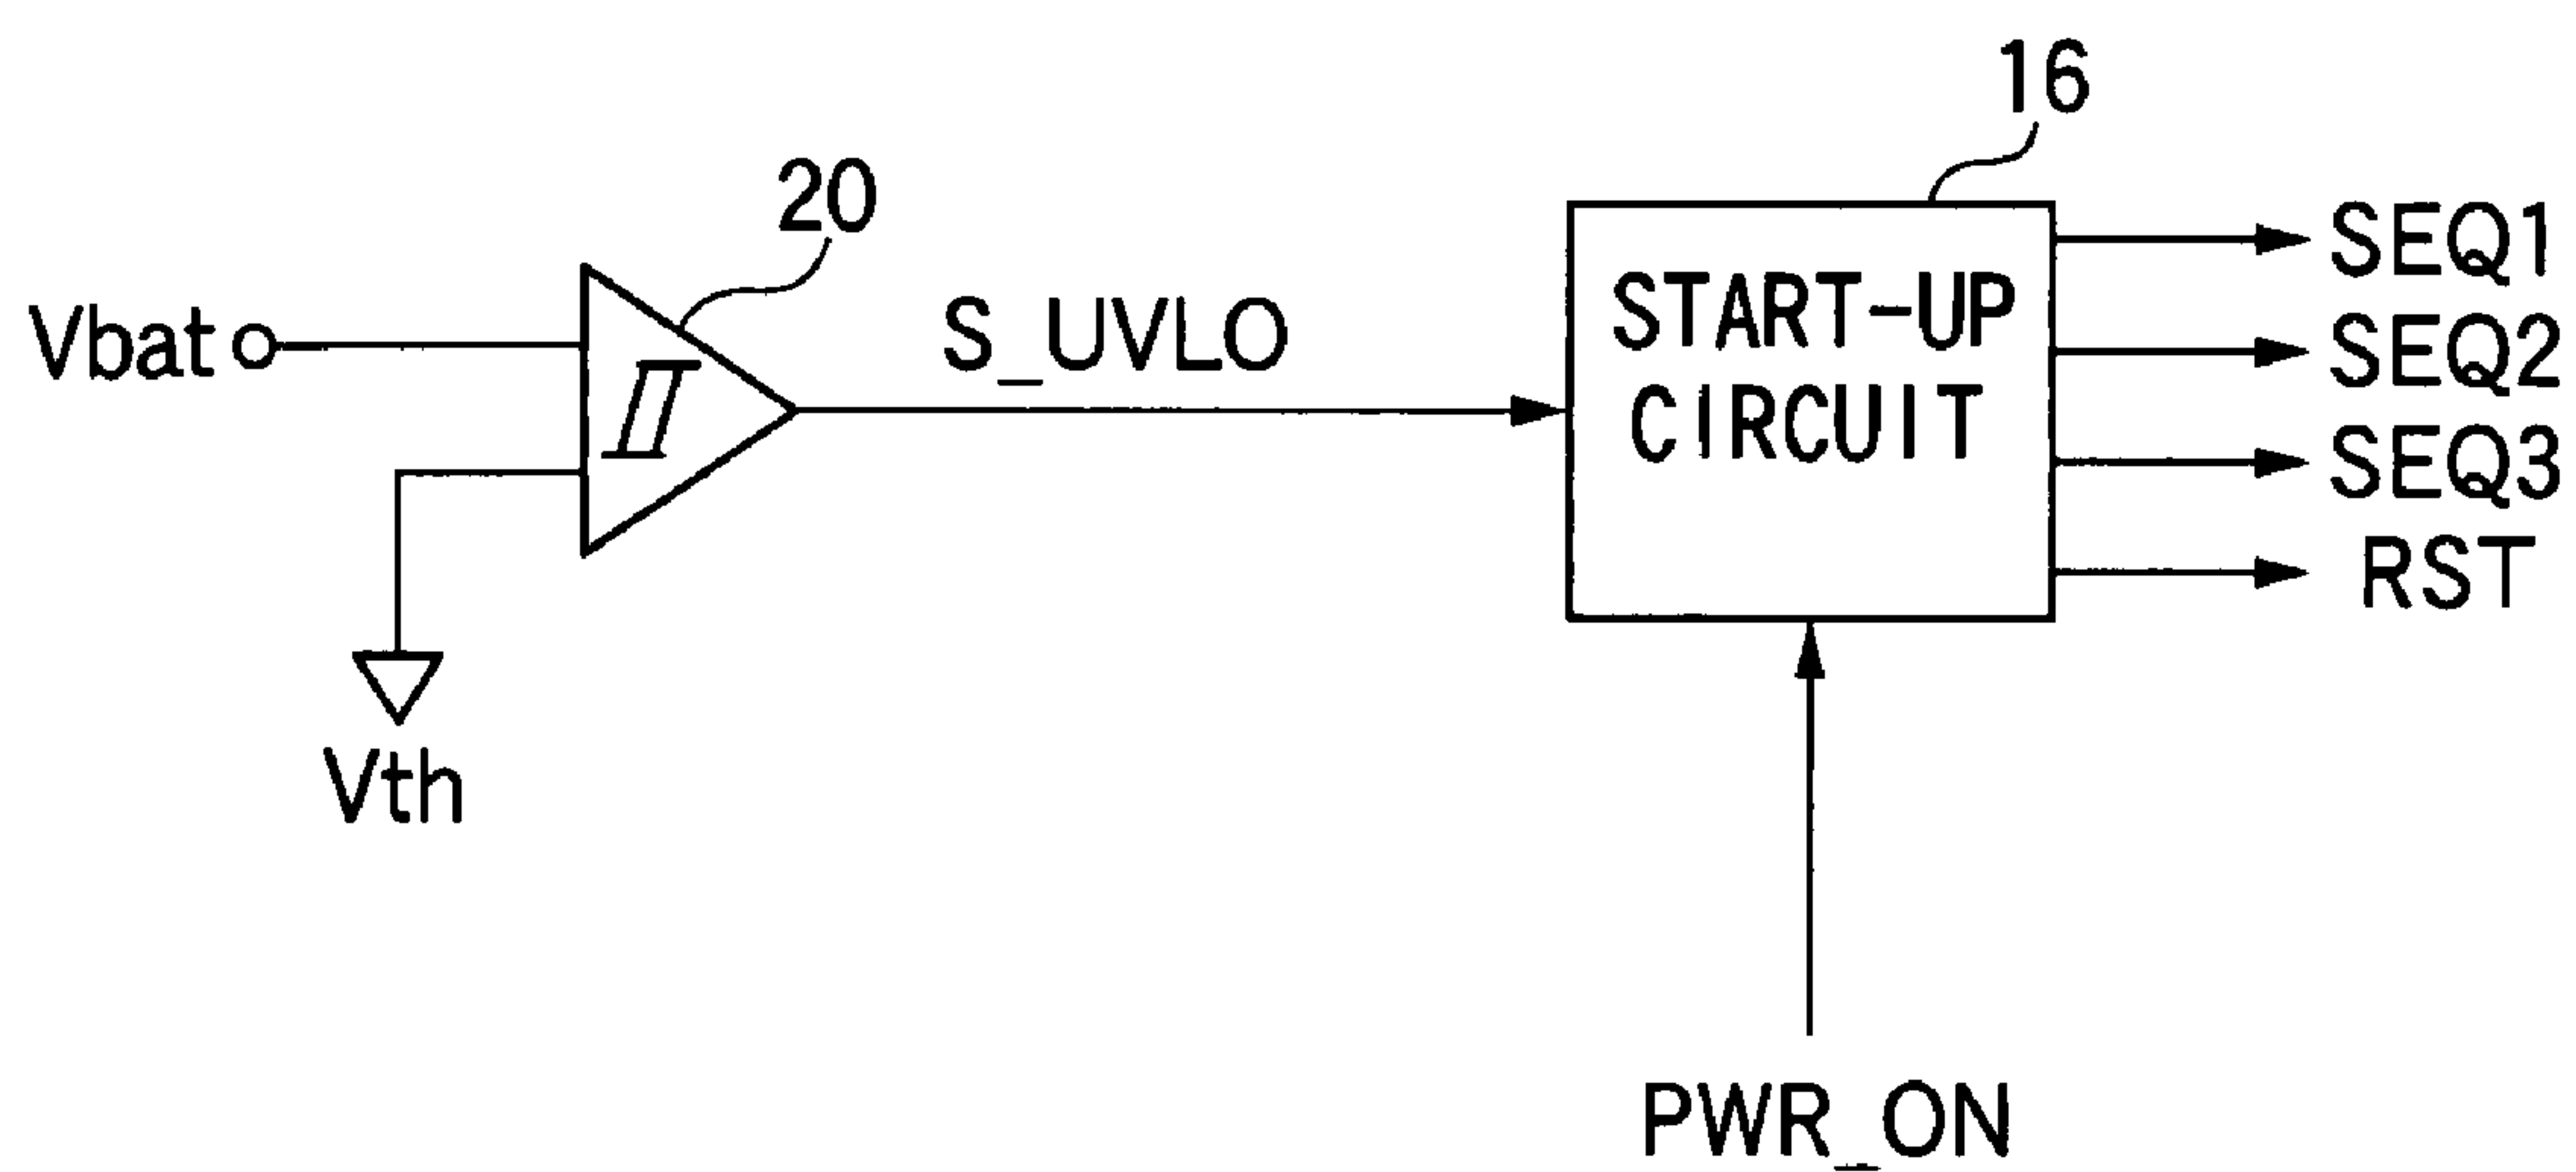 16
20
Vbat
S_UVLO
START-UP
CIRCUIT
SEQ1
SEQ2
SEQ3
RST
Vth
PWR_ON